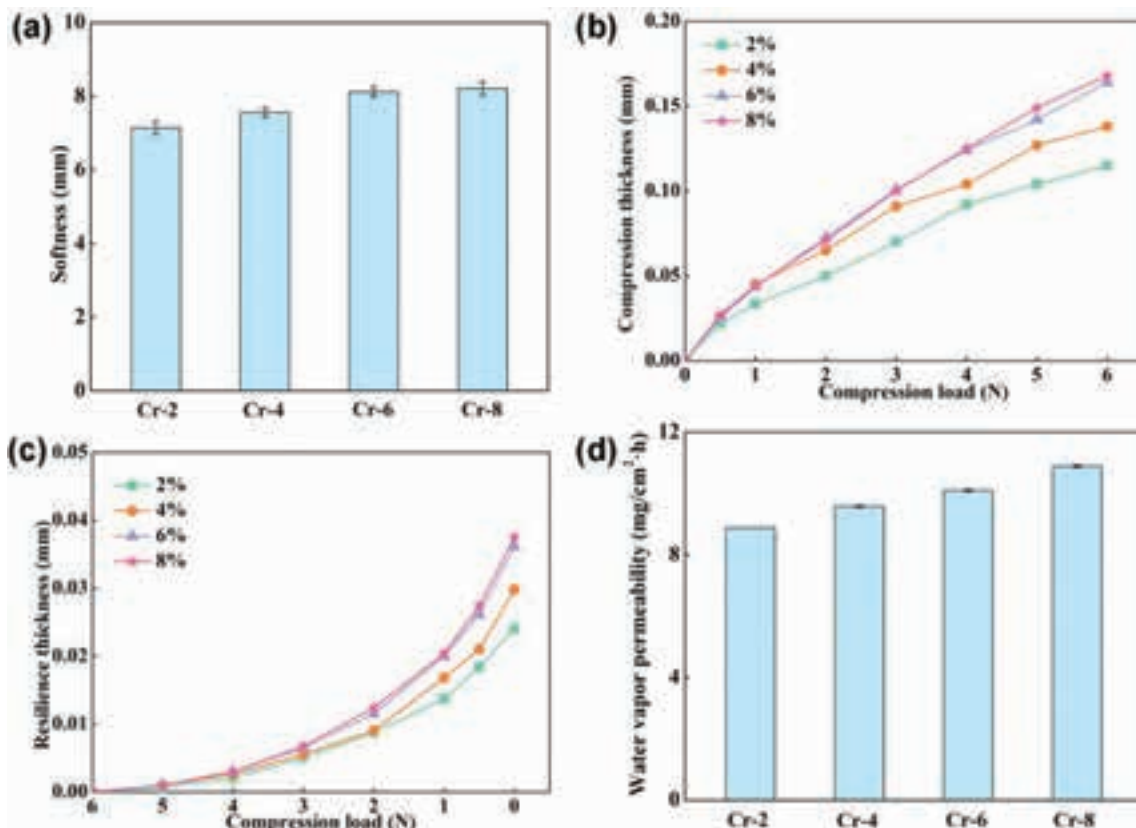 (a)
10
8
6
4
2
0
Softness (mm)
Cr-2 Cr-4 Cr-6 Cr-8
(b)
0.20
0.15
0.10
0.05
0.00
Compression thickness (mm)
2%
4%
6%
8%
0 1 2 3 4 5 6
Compression load (N)
(c)
0.05
0.04
0.03
0.02
0.01
0.00
Resilience thickness (mm)
2%
4%
6%
8%
6 5 4 3 2 1 0
Compression load (N)
(d)
12
8
4
0
Water vapor permeability (mg/cm²·h)
Cr-2 Cr-4 Cr-6 Cr-8